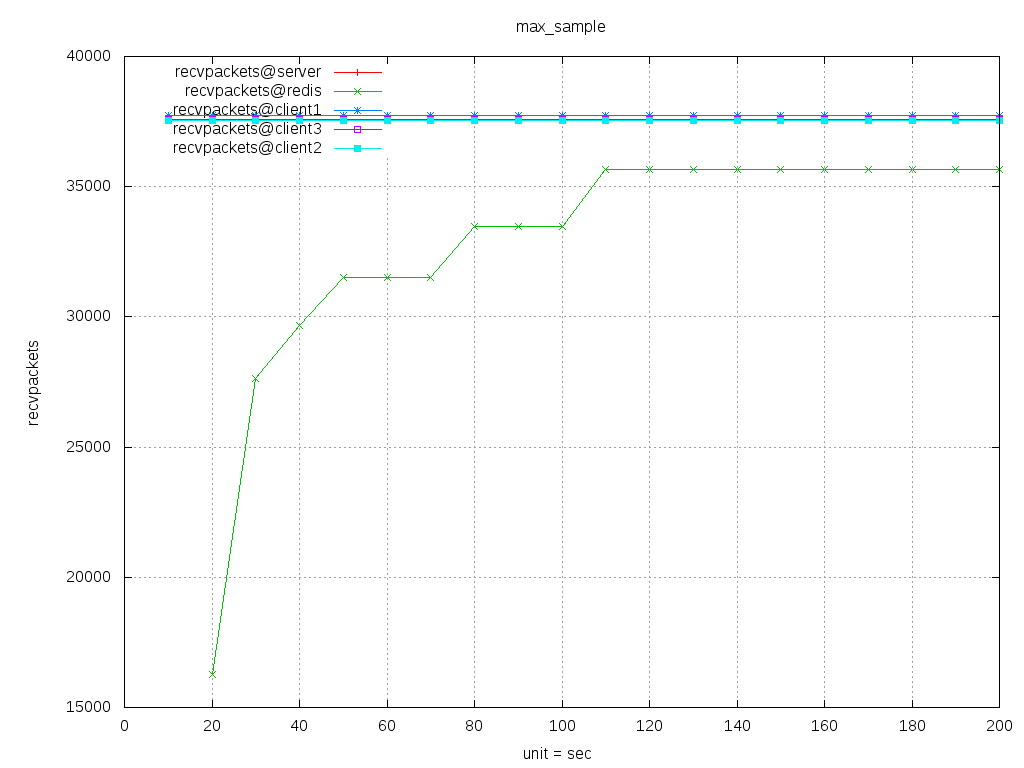 max_sample
40000
35000
30000
25000
20000
15000
recvpackets
recvpackets@server
recvpackets@redis
recvpackets@client1
recvpackets@client3
recvpackets@client2
0 20 40 60 80 100 120 140 160 180 200
unit = sec